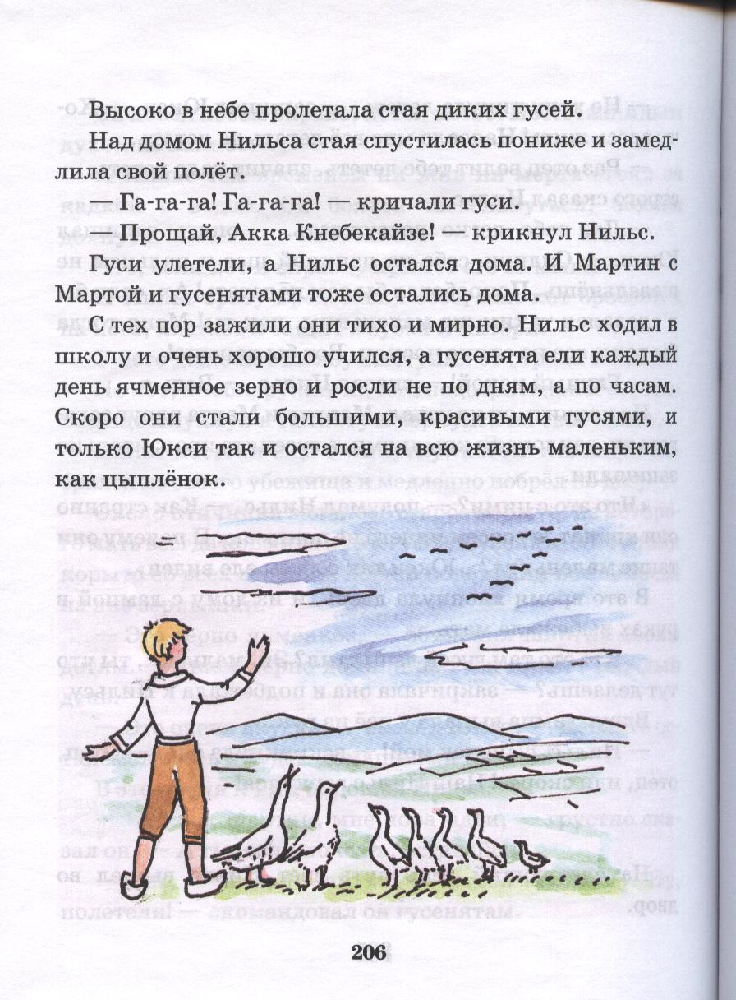 Высоко в небе пролетала стая диких гусей.
Над домом Нильса стая спустилась пониже и замед-
лила свой полёт.
— Га-га-га! Га-га-га! — кричали гуси.
— Прощай, Акка Кнебекайзе! — крикнул Нильс.
Гуси улетели, а Нильс остался дома. И Мартин с
Мартой и гусенятами тоже остались дома..
С тех пор зажили они тихо и мирно. Нильс ходил в
школу и очень хорошо учился, а гусенята ели каждый
день ячменное зерно и росли не по дням, а по часам.
Скоро они стали большими, красивыми гусями, и
только Юкси так и остался на всю жизнь маленьким,
как цыплёнок.
206